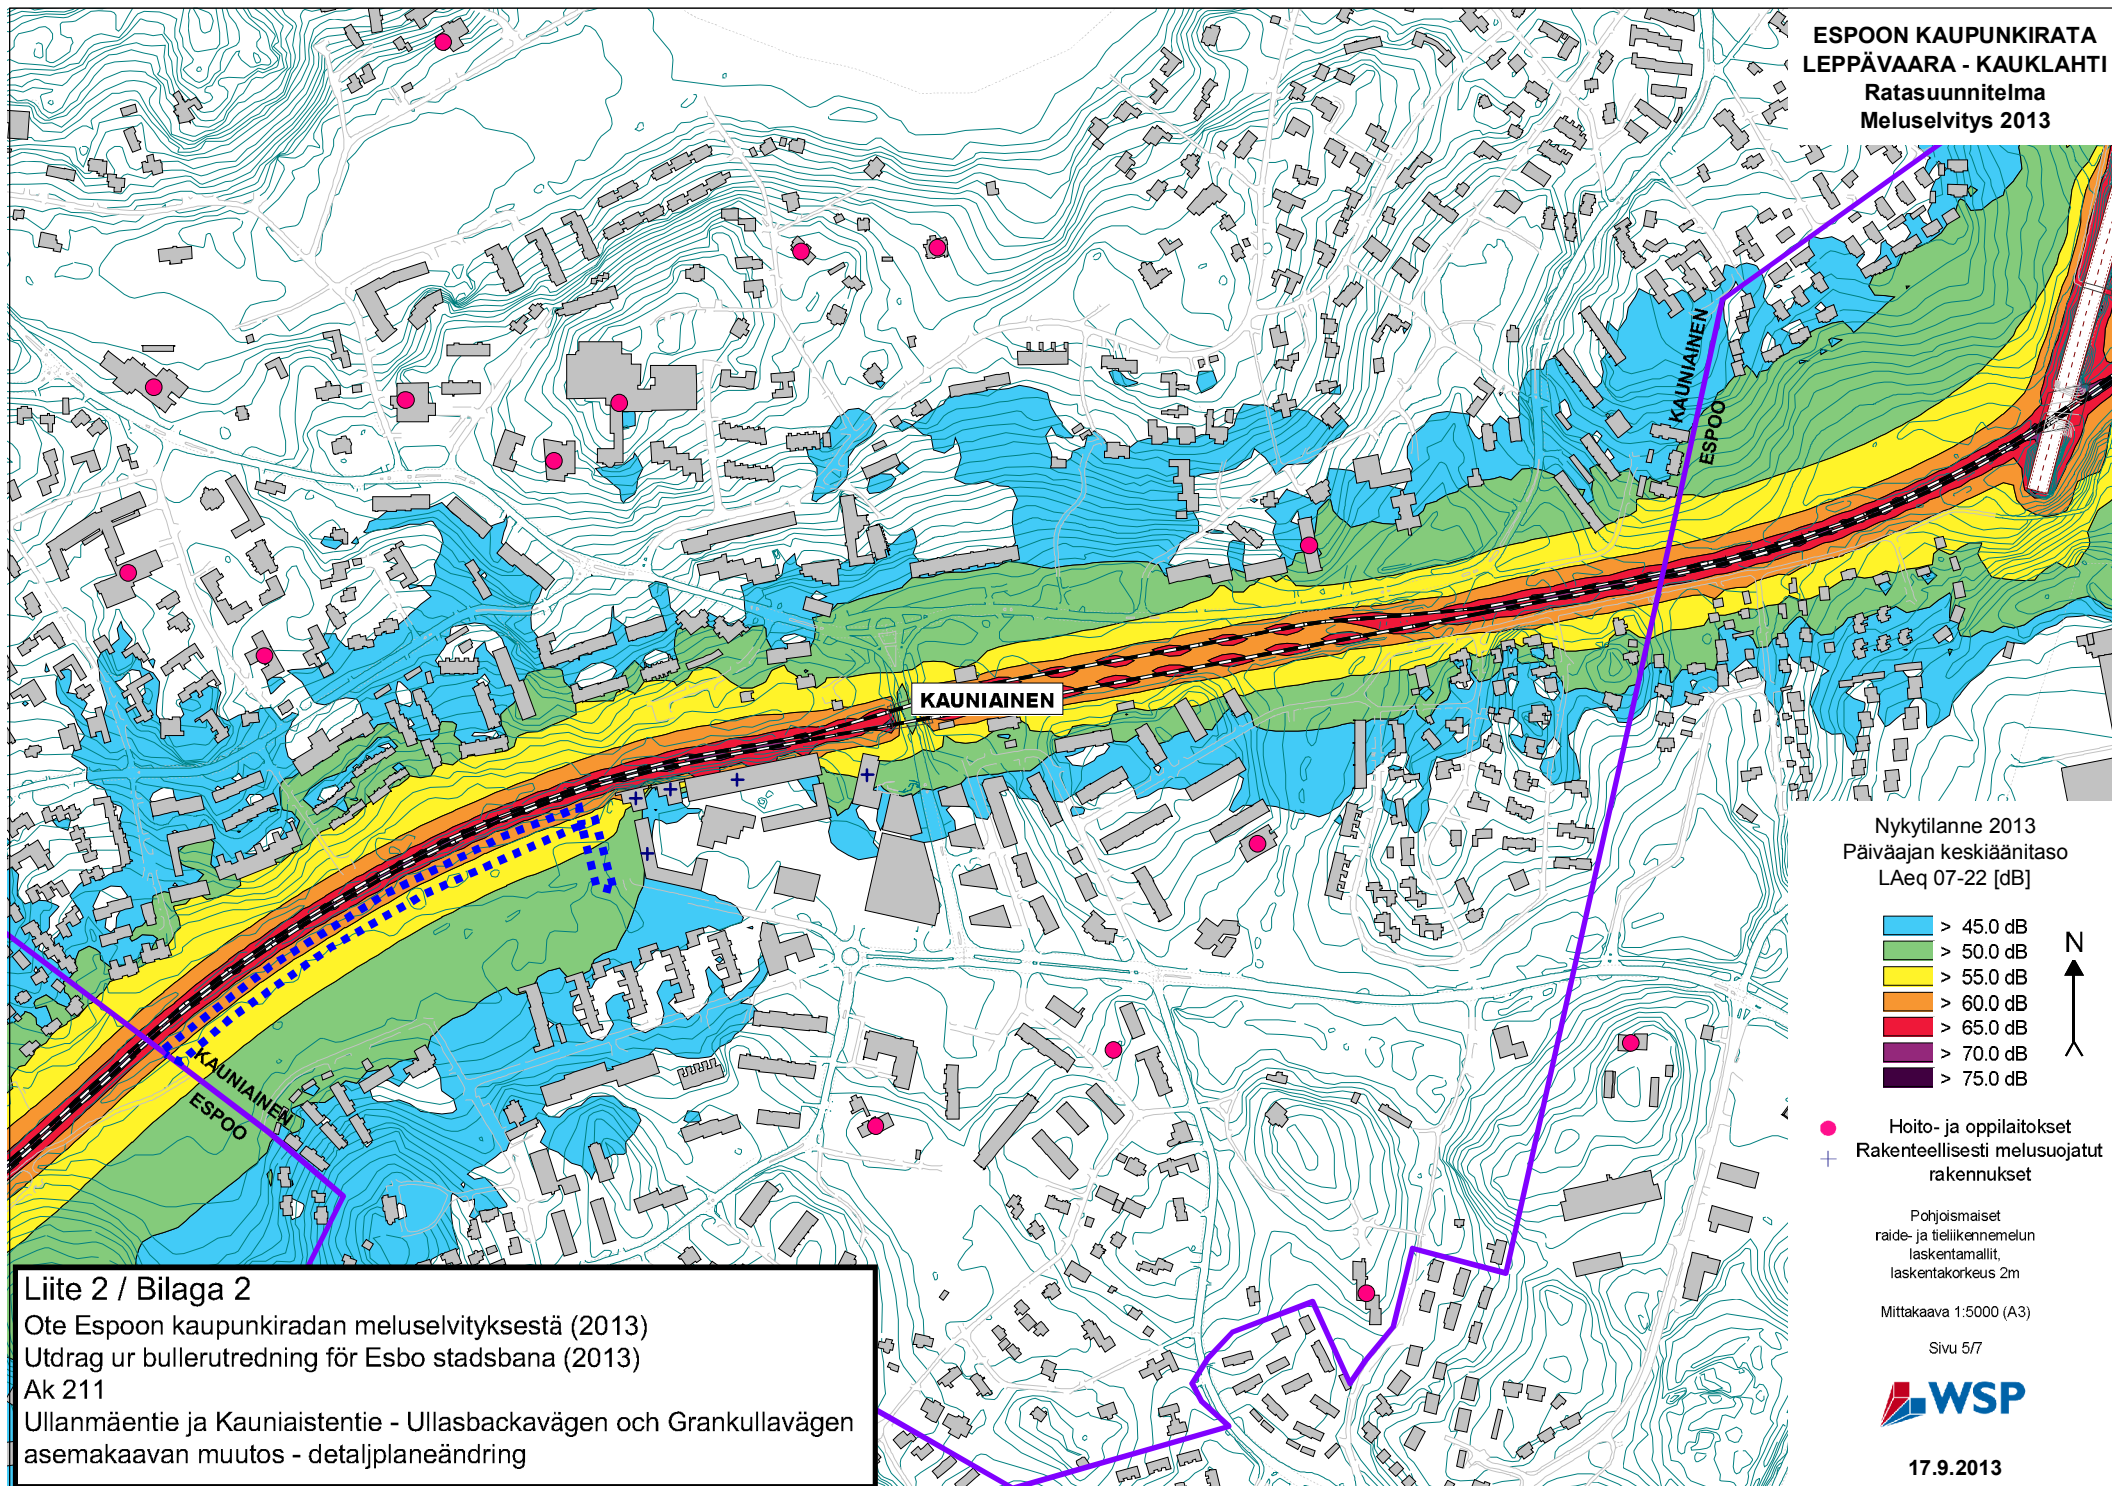 ESPOON KAUPUNKIRATA
LEPPÄVAARA - KAUKLAHTI
Ratasuunnitelma
Meluselvitys 2013
KAUNIAINEN
ESPOO
KAUNIAINEN
KAUNIAINEN
ESPOO
Nykytilanne 2013
Päiväajan keskiäänitaso
LAeq 07-22 [dB]
> 45.0 dB
> 50.0 dB
> 55.0 dB
> 60.0 dB
> 65.0 dB
> 70.0 dB
> 75.0 dB
N
Hoito- ja oppilaitokset
Rakenteellisesti melusuojatut
rakennukset
Pohjoismaiset
raide- ja tieliikennemelun
laskentamallit,
laskentakorkeus 2m
Mittakaava 1:5000 (A3)
Sivu 5/7
WSP
17.9.2013
Liite 2 / Bilaga 2
Ote Espoon kaupunkiradan meluselvityksestä (2013)
Utdrag ur bullerutredning för Esbo stadsbana (2013)
Ak 211
Ullanmäentie ja Kauniaistentie - Ullasbackavägen och Grankullavägen
asemakaavan muutos - detaljplaneändring